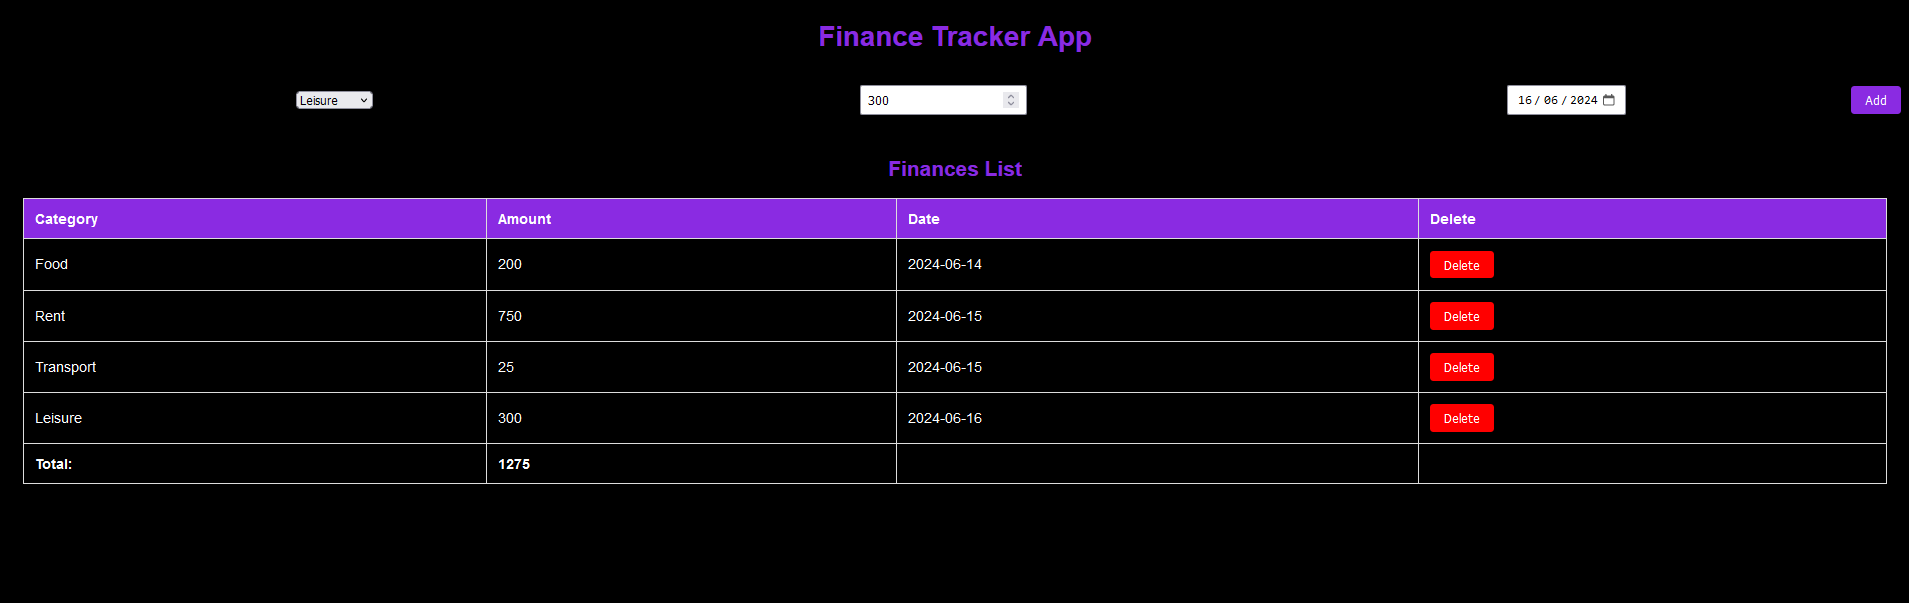 Finance Tracker App
Leisure 300 16/06/2024 Add
Finances List
Category Amount Date Delete
Food 200 2024-06-14 Delete
Rent 750 2024-06-15 Delete
Transport 25 2024-06-15 Delete
Leisure 300 2024-06-16 Delete
Total: 1275